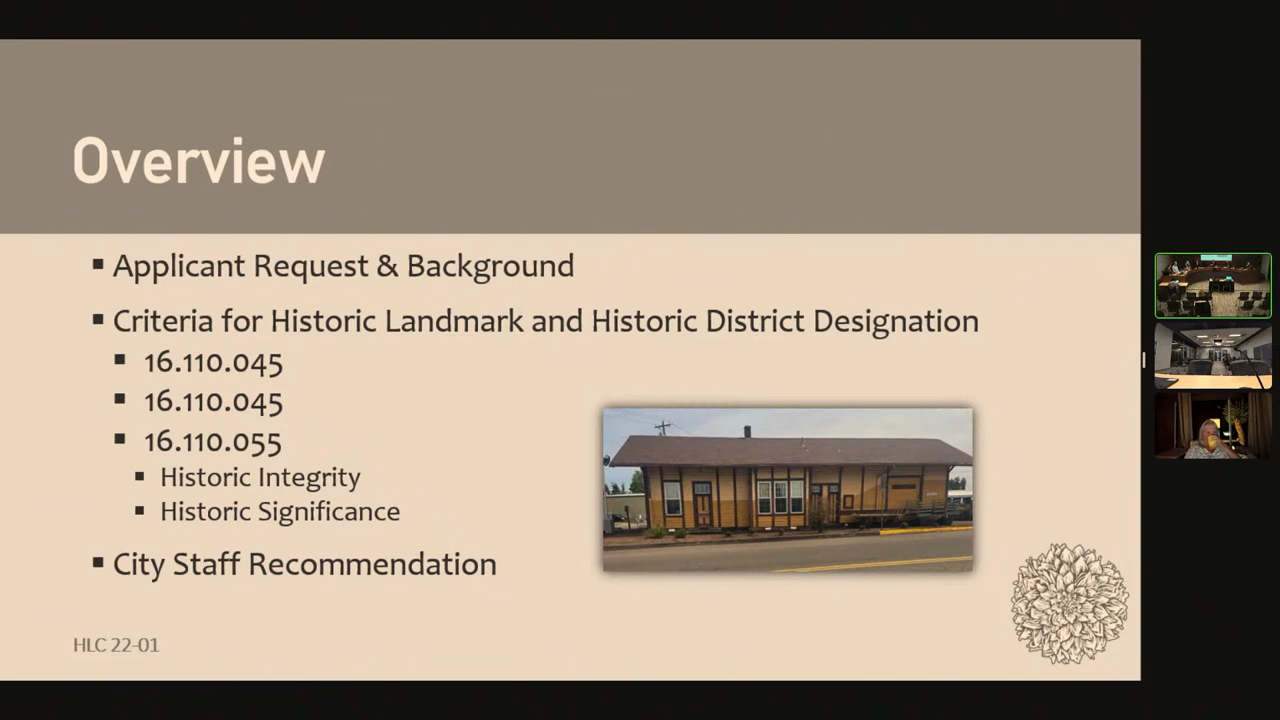 Overview
Applicant Request & Background
Criteria for Historic Landmark and Historic District Designation
16.110.045
16.110.045
16.110.055
Historic Integrity
Historic Significance
City Staff Recommendation
HLC 22-01